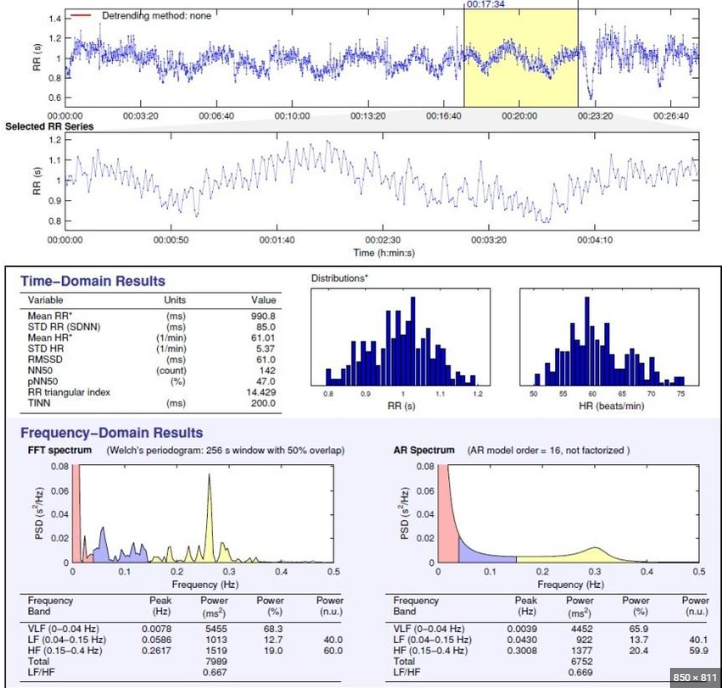 00:17:34
Detrending method: none
1.4
1.2
1
0.8
0.6
RR (s)
00:00:00 00:03:20 00:06:40 00:10:00 00:13:20 00:16:40 00:20:00 00:23:20 00:26:40
Selected RR Series
1.2
1.1
1
0.9
0.8
RR (s)
00:00:00 00:00:50 00:01:40 00:02:30 00:03:20 00:04:10
Time (h:min:s)
Time–Domain Results
Variable Units Value
Mean RR* (ms) 990.8
STD RR (SDNN) (ms) 85.0
Mean HR* (1/min) 61.01
STD HR (1/min) 5.37
RMSSD (ms) 61.0
NN50 (count) 142
pNN50 (%) 47.0
RR triangular index 14.429
TINN (ms) 200.0
Distributions*
0.8 0.9 1 1.1 1.2
RR (s)
50 55 60 65 70 75
HR (beats/min)
Frequency–Domain Results
FFT spectrum (Welch's periodogram: 256 s window with 50% overlap)
0.08
0.06
0.04
0.02
0
PSD (s²/Hz)
0 0.1 0.2 0.3 0.4 0.5
Frequency (Hz)
Frequency Peak Power Power Power
Band (Hz) (ms²) (%) (n.u.)
VLF (0–0.04 Hz) 0.0078 5455 68.3
LF (0.04–0.15 Hz) 0.0586 1013 12.7 40.0
HF (0.15–0.4 Hz) 0.2617 1519 19.0 60.0
Total 7989
LF/HF 0.667
AR Spectrum (AR model order = 16, not factorized )
0.08
0.06
0.04
0.02
0
PSD (s²/Hz)
0 0.1 0.2 0.3 0.4 0.5
Frequency (Hz)
Frequency Peak Power Power Power
Band (Hz) (ms²) (%) (n.u.)
VLF (0–0.04 Hz) 0.0039 4452 65.9
LF (0.04–0.15 Hz) 0.0430 922 13.7 40.1
HF (0.15–0.4 Hz) 0.3008 1377 20.4 59.9
Total 6752
LF/HF 0.669
850 × 811